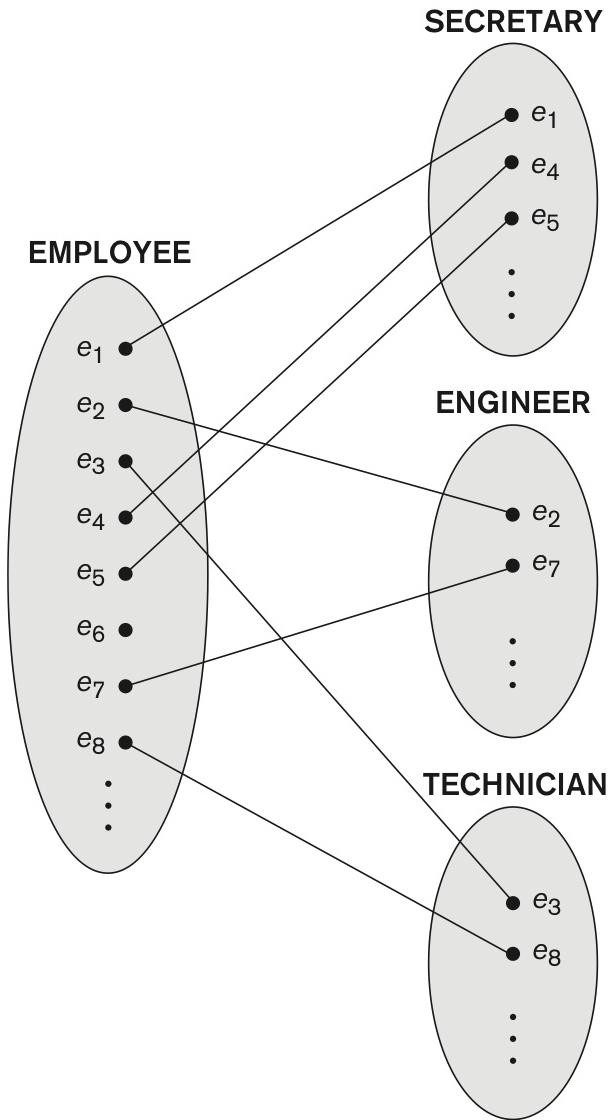 SECRETARY
e1
e4
e5
EMPLOYEE
e1
e2
e3
e4
e5
e6
e7
e8
ENGINEER
e2
e7
TECHNICIAN
e3
e8